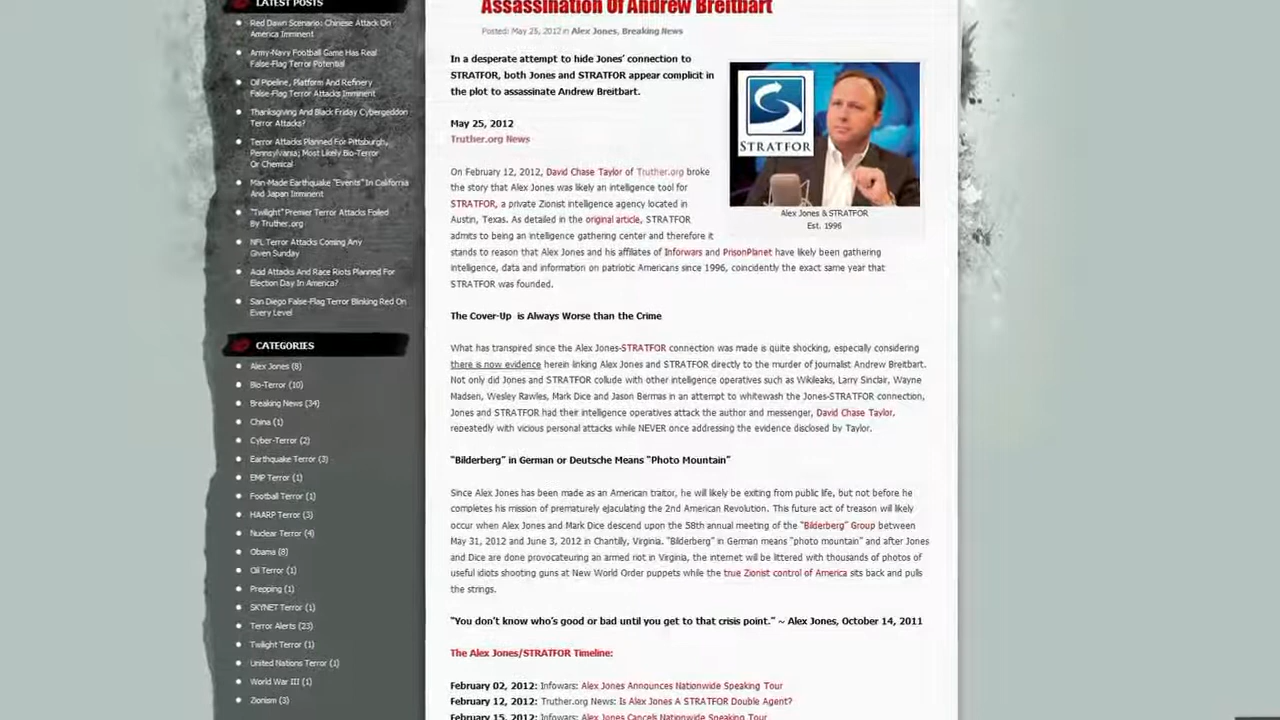 LATEST POSTS
Red Dawn Scenario: Chinese Attack On
America Imminent
Army-Navy Football Game Has Real
False-Flag Terror Potential
Oil Pipeline, Platform And Refinery
False-Flag Terror Attacks Imminent
Thanksgiving And Black Friday Cybergeddon
Terror Attacks?
Terror Attacks Planned For Pittsburgh,
Pennsylvania; Most Likely Bio-Terror
Or Chemical
Man-Made Earthquake "Events" In California
And Japan Imminent
"Twilight" Premier Terror Attacks Foiled
By Truther.org
NFL Terror Attacks Coming Any
Given Sunday
Acid Attacks And Race Riots Planned For
Election Day In America?
San Diego False-Flag Terror Blinking Red On
Every Level
CATEGORIES
Alex Jones (8)
Bio-Terror (10)
Breaking News (34)
China (1)
Cyber-Terror (2)
Earthquake Terror (3)
EMP Terror (1)
Football Terror (1)
HAARP Terror (3)
Nuclear Terror (4)
Obama (8)
Oil Terror (1)
Prepping (1)
SKYNET Terror (1)
Terror Alerts (23)
Twilight Terror (1)
United Nations Terror (1)
World War III (1)
Zionism (3)
Assassination Of Andrew Breitbart
Posted: May 25, 2012 in Alex Jones, Breaking News
In a desperate attempt to hide Jones' connection to
STRATFOR, both Jones and STRATFOR appear complicit in
the plot to assassinate Andrew Breitbart.
STRATFOR
Alex Jones & STRATFOR
Est. 1996
May 25, 2012
Truther.org News
On February 12, 2012, David Chase Taylor of Truther.org broke
the story that Alex Jones was likely an intelligence tool for
STRATFOR, a private Zionist intelligence agency located in
Austin, Texas. As detailed in the original article, STRATFOR
admits to being an intelligence gathering center and therefore it
stands to reason that Alex Jones and his affiliates of Inforwars and PrisonPlanet have likely been gathering
intelligence, data and information on patriotic Americans since 1996, coincidently the exact same year that
STRATFOR was founded.
The Cover-Up is Always Worse than the Crime
What has transpired since the Alex Jones-STRATFOR connection was made is quite shocking, especially considering
there is now evidence herein linking Alex Jones and STRATFOR directly to the murder of journalist Andrew Breitbart.
Not only did Jones and STRATFOR collude with other intelligence operatives such as Wikileaks, Larry Sinclair, Wayne
Madsen, Wesley Rawles, Mark Dice and Jason Bermas in an attempt to whitewash the Jones-STRATFOR connection,
Jones and STRATFOR had their intelligence operatives attack the author and messenger, David Chase Taylor,
repeatedly with vicious personal attacks while NEVER once addressing the evidence disclosed by Taylor.
"Bilderberg" in German or Deutsche Means "Photo Mountain"
Since Alex Jones has been made as an American traitor, he will likely be exiting from public life, but not before he
completes his mission of prematurely ejaculating the 2nd American Revolution. This future act of treason will likely
occur when Alex Jones and Mark Dice descend upon the 58th annual meeting of the "Bilderberg" Group between
May 31, 2012 and June 3, 2012 in Chantilly, Virginia. "Bilderberg" in German means "photo mountain" and after Jones
and Dice are done provocateuring an armed riot in Virginia, the internet will be littered with thousands of photos of
useful idiots shooting guns at New World Order puppets while the true Zionist control of America sits back and pulls
the strings.
"You don't know who's good or bad until you get to that crisis point." ~ Alex Jones, October 14, 2011
The Alex Jones/STRATFOR Timeline:
February 02, 2012: Infowars: Alex Jones Announces Nationwide Speaking Tour
February 12, 2012: Truther.org News: Is Alex Jones A STRATFOR Double Agent?
February 15, 2012: Infowars: Alex Jones Cancels Nationwide Speaking Tour